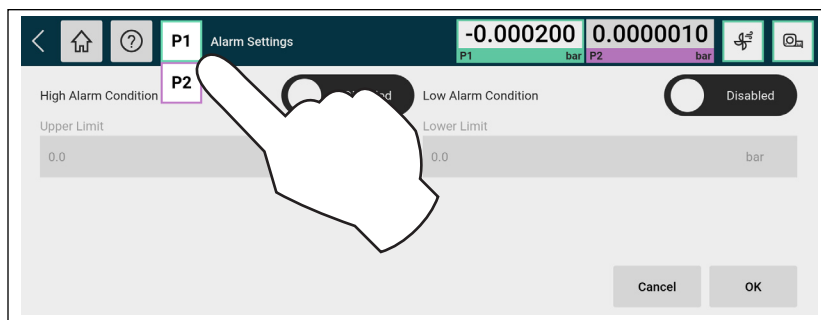 P1 Alarm Settings -0.000200 0.0000010
P1 bar P2 bar
P2
High Alarm Condition Low Alarm Condition Disabled
Upper Limit Lower Limit
0.0 0.0 bar
Cancel OK